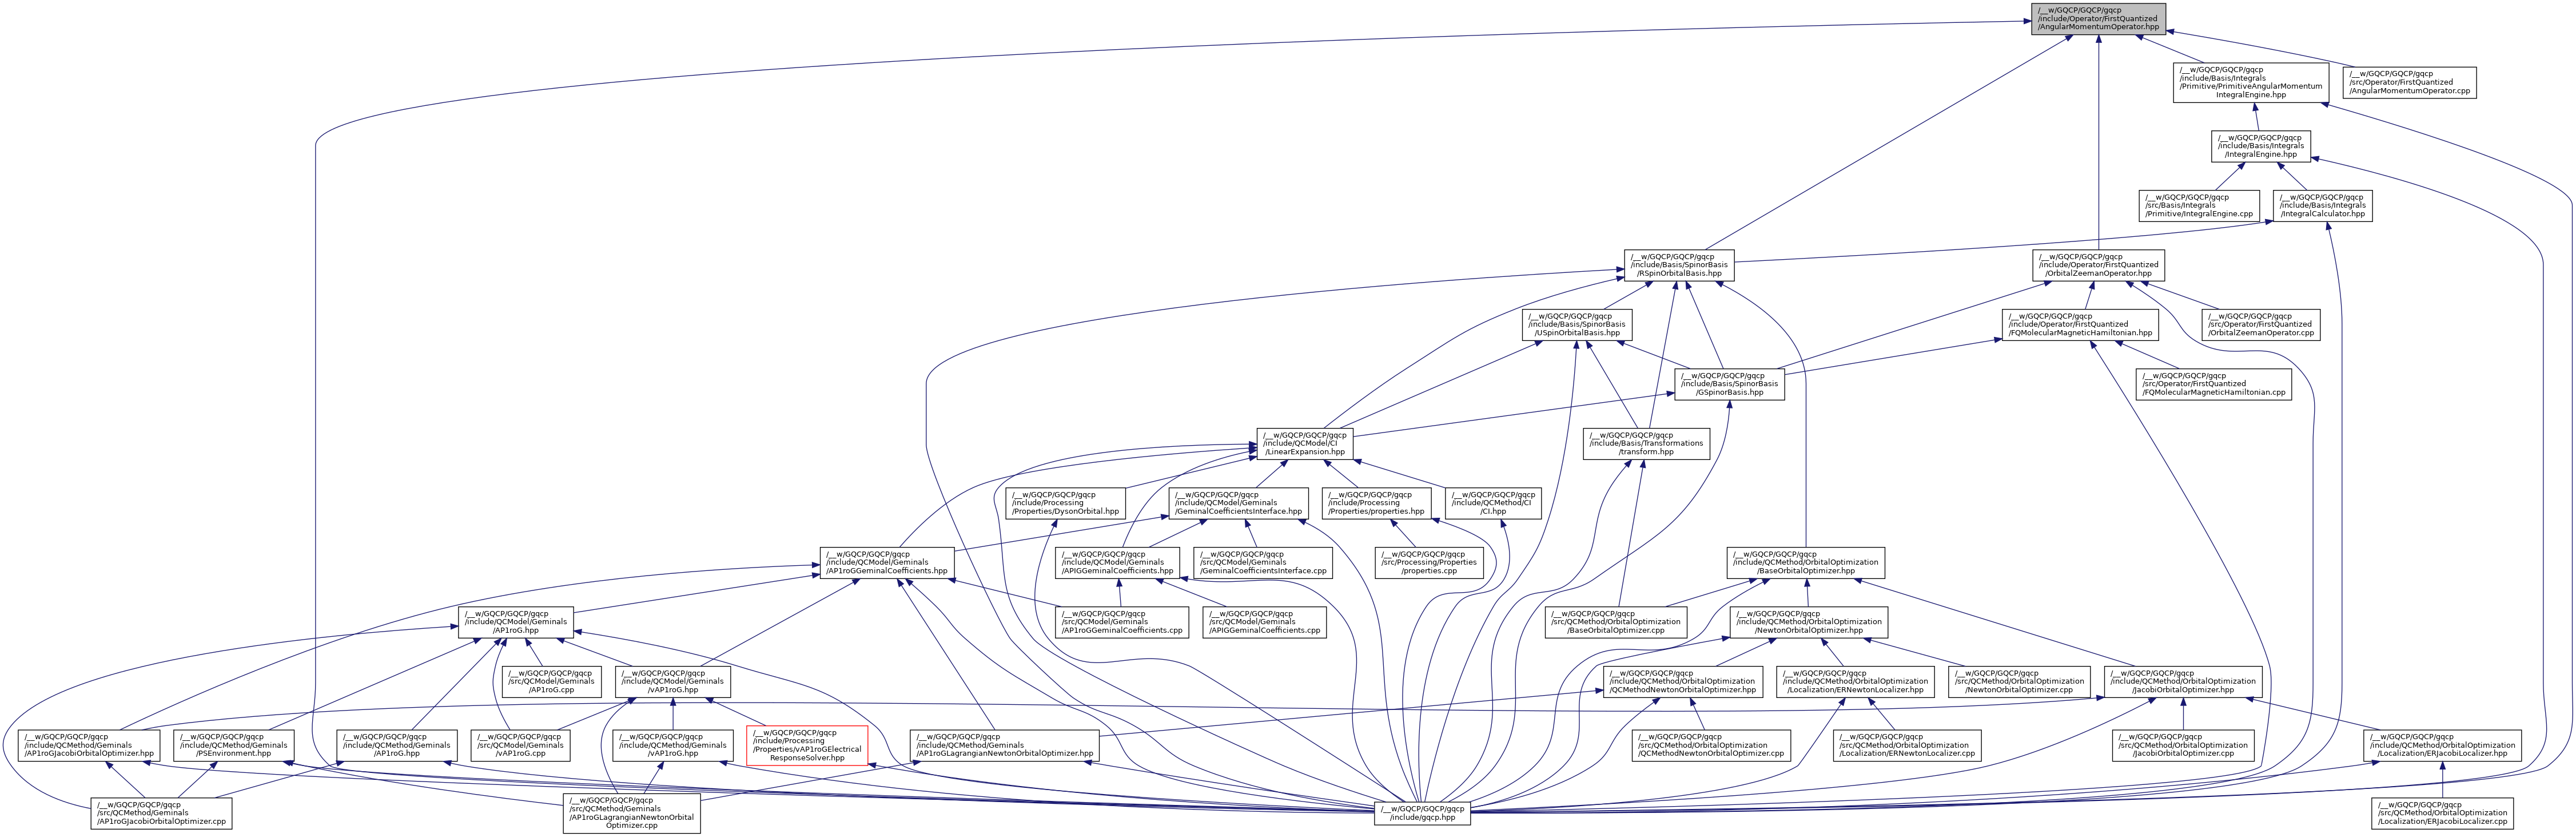 /__w/GQCP/GQCP/gqcp
/include/Operator/FirstQuantized
/AngularMomentumOperator.hpp
/__w/GQCP/GQCP/gqcp
/include/Basis/Integrals
/Primitive/PrimitiveAngularMomentum
IntegralEngine.hpp
/__w/GQCP/GQCP/gqcp
/src/Operator/FirstQuantized
/AngularMomentumOperator.cpp
/__w/GQCP/GQCP/gqcp
/include/Basis/Integrals
/IntegralEngine.hpp
/__w/GQCP/GQCP/gqcp
/src/Basis/Integrals
/Primitive/IntegralEngine.cpp
/__w/GQCP/GQCP/gqcp
/include/Basis/Integrals
/IntegralCalculator.hpp
/__w/GQCP/GQCP/gqcp
/include/Basis/SpinorBasis
/RSpinOrbitalBasis.hpp
/__w/GQCP/GQCP/gqcp
/include/Operator/FirstQuantized
/OrbitalZeemanOperator.hpp
/__w/GQCP/GQCP/gqcp
/include/Basis/SpinorBasis
/USpinOrbitalBasis.hpp
/__w/GQCP/GQCP/gqcp
/include/Operator/FirstQuantized
/FQMolecularMagneticHamiltonian.hpp
/__w/GQCP/GQCP/gqcp
/src/Operator/FirstQuantized
/OrbitalZeemanOperator.cpp
/__w/GQCP/GQCP/gqcp
/include/Basis/SpinorBasis
/GSpinorBasis.hpp
/__w/GQCP/GQCP/gqcp
/src/Operator/FirstQuantized
/FQMolecularMagneticHamiltonian.cpp
/__w/GQCP/GQCP/gqcp
/include/QCModel/CI
/LinearExpansion.hpp
/__w/GQCP/GQCP/gqcp
/include/Basis/Transformations
/transform.hpp
/__w/GQCP/GQCP/gqcp
/include/Processing
/Properties/DysonOrbital.hpp
/__w/GQCP/GQCP/gqcp
/include/QCModel/Geminals
/GeminalCoefficientsInterface.hpp
/__w/GQCP/GQCP/gqcp
/include/Processing
/Properties/properties.hpp
/__w/GQCP/GQCP/gqcp
/include/QCMethod/CI
/CI.hpp
/__w/GQCP/GQCP/gqcp
/include/QCModel/Geminals
/AP1roGGeminalCoefficients.hpp
/__w/GQCP/GQCP/gqcp
/include/QCModel/Geminals
/APIGGeminalCoefficients.hpp
/__w/GQCP/GQCP/gqcp
/src/QCModel/Geminals
/GeminalCoefficientsInterface.cpp
/__w/GQCP/GQCP/gqcp
/src/Processing/Properties
/properties.cpp
/__w/GQCP/GQCP/gqcp
/include/QCMethod/OrbitalOptimization
/BaseOrbitalOptimizer.hpp
/__w/GQCP/GQCP/gqcp
/include/QCModel/Geminals
/AP1roG.hpp
/__w/GQCP/GQCP/gqcp
/src/QCModel/Geminals
/AP1roGGeminalCoefficients.cpp
/__w/GQCP/GQCP/gqcp
/src/QCModel/Geminals
/APIGGeminalCoefficients.cpp
/__w/GQCP/GQCP/gqcp
/src/QCMethod/OrbitalOptimization
/BaseOrbitalOptimizer.cpp
/__w/GQCP/GQCP/gqcp
/include/QCMethod/OrbitalOptimization
/NewtonOrbitalOptimizer.hpp
/__w/GQCP/GQCP/gqcp
/src/QCModel/Geminals
/AP1roG.cpp
/__w/GQCP/GQCP/gqcp
/include/QCModel/Geminals
/vAP1roG.hpp
/__w/GQCP/GQCP/gqcp
/include/QCMethod/OrbitalOptimization
/QCMethodNewtonOrbitalOptimizer.hpp
/__w/GQCP/GQCP/gqcp
/include/QCMethod/OrbitalOptimization
/Localization/ERNewtonLocalizer.hpp
/__w/GQCP/GQCP/gqcp
/src/QCMethod/OrbitalOptimization
/NewtonOrbitalOptimizer.cpp
/__w/GQCP/GQCP/gqcp
/include/QCMethod/OrbitalOptimization
/JacobiOrbitalOptimizer.hpp
/__w/GQCP/GQCP/gqcp
/include/QCMethod/Geminals
/AP1roGJacobiOrbitalOptimizer.hpp
/__w/GQCP/GQCP/gqcp
/include/QCMethod/Geminals
/PSEnvironment.hpp
/__w/GQCP/GQCP/gqcp
/include/QCMethod/Geminals
/AP1roG.hpp
/__w/GQCP/GQCP/gqcp
/src/QCModel/Geminals
/vAP1roG.cpp
/__w/GQCP/GQCP/gqcp
/include/QCMethod/Geminals
/vAP1roG.hpp
/__w/GQCP/GQCP/gqcp
/include/Processing
/Properties/vAP1roGElectrical
ResponseSolver.hpp
/__w/GQCP/GQCP/gqcp
/include/QCMethod/Geminals
/AP1roGLagrangianNewtonOrbitalOptimizer.hpp
/__w/GQCP/GQCP/gqcp
/src/QCMethod/OrbitalOptimization
/QCMethodNewtonOrbitalOptimizer.cpp
/__w/GQCP/GQCP/gqcp
/src/QCMethod/OrbitalOptimization
/Localization/ERNewtonLocalizer.cpp
/__w/GQCP/GQCP/gqcp
/src/QCMethod/OrbitalOptimization
/JacobiOrbitalOptimizer.cpp
/__w/GQCP/GQCP/gqcp
/include/QCMethod/OrbitalOptimization
/Localization/ERJacobiLocalizer.hpp
/__w/GQCP/GQCP/gqcp
/src/QCMethod/Geminals
/AP1roGJacobiOrbitalOptimizer.cpp
/__w/GQCP/GQCP/gqcp
/src/QCMethod/Geminals
/AP1roGLagrangianNewtonOrbital
Optimizer.cpp
/__w/GQCP/GQCP/gqcp
/include/gqcp.hpp
/__w/GQCP/GQCP/gqcp
/src/QCMethod/OrbitalOptimization
/Localization/ERJacobiLocalizer.cpp